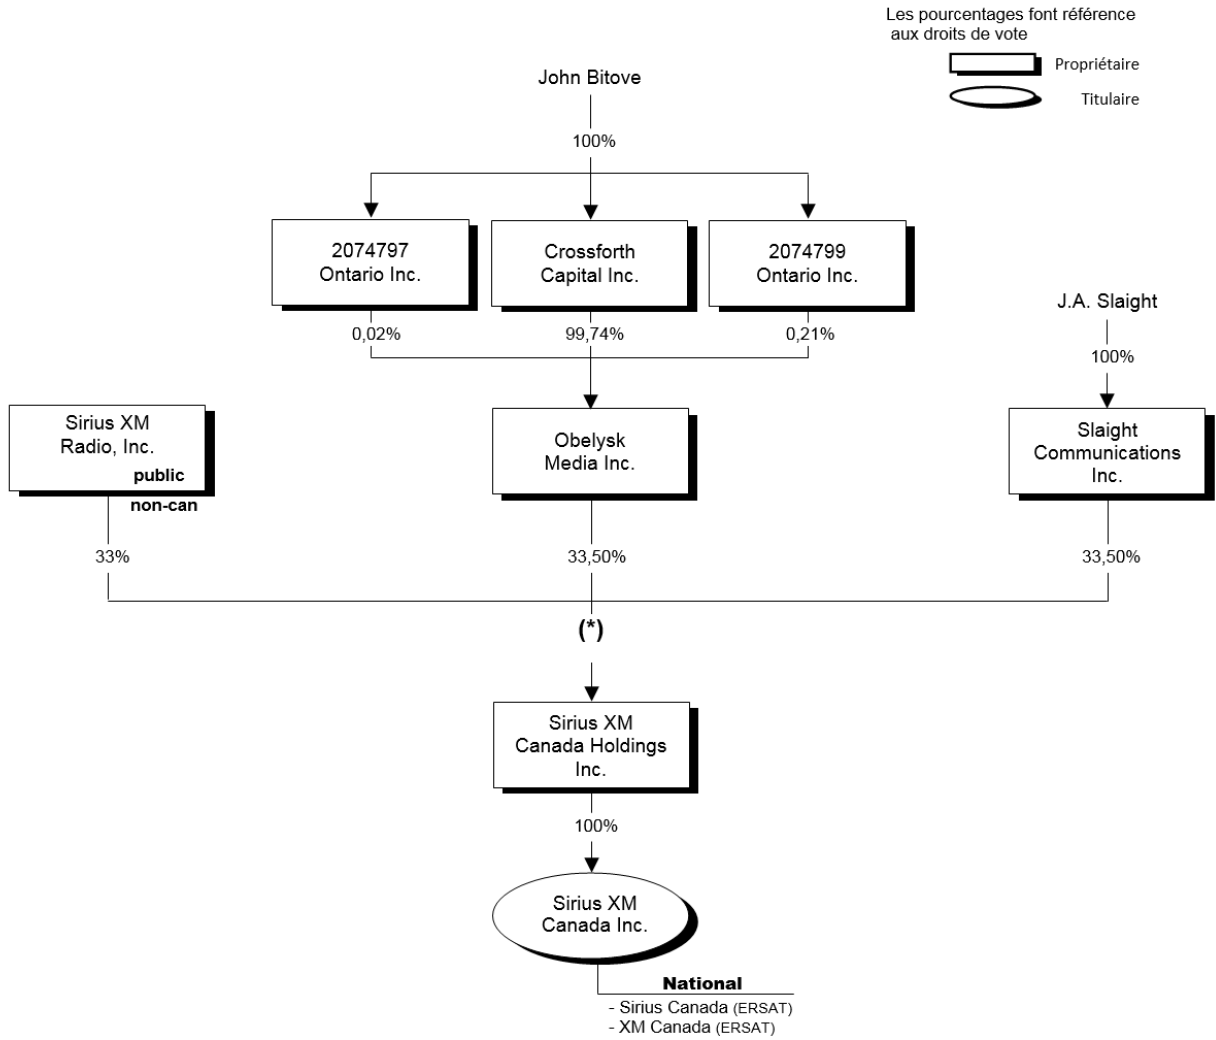 Les pourcentages font référence
aux droits de vote
Propriétaire
Titulaire
John Bitove
100%
2074797
Ontario Inc.
Crossforth
Capital Inc.
2074799
Ontario Inc.
0,02%
99,74%
0,21%
J.A. Slaight
100%
Sirius XM
Radio, Inc.
public
non-can
Obelysk
Media Inc.
Slaight
Communications
Inc.
33%
33,50%
33,50%
(*)
Sirius XM
Canada Holdings
Inc.
100%
Sirius XM
Canada Inc.
National
- Sirius Canada (ERSAT)
- XM Canada (ERSAT)